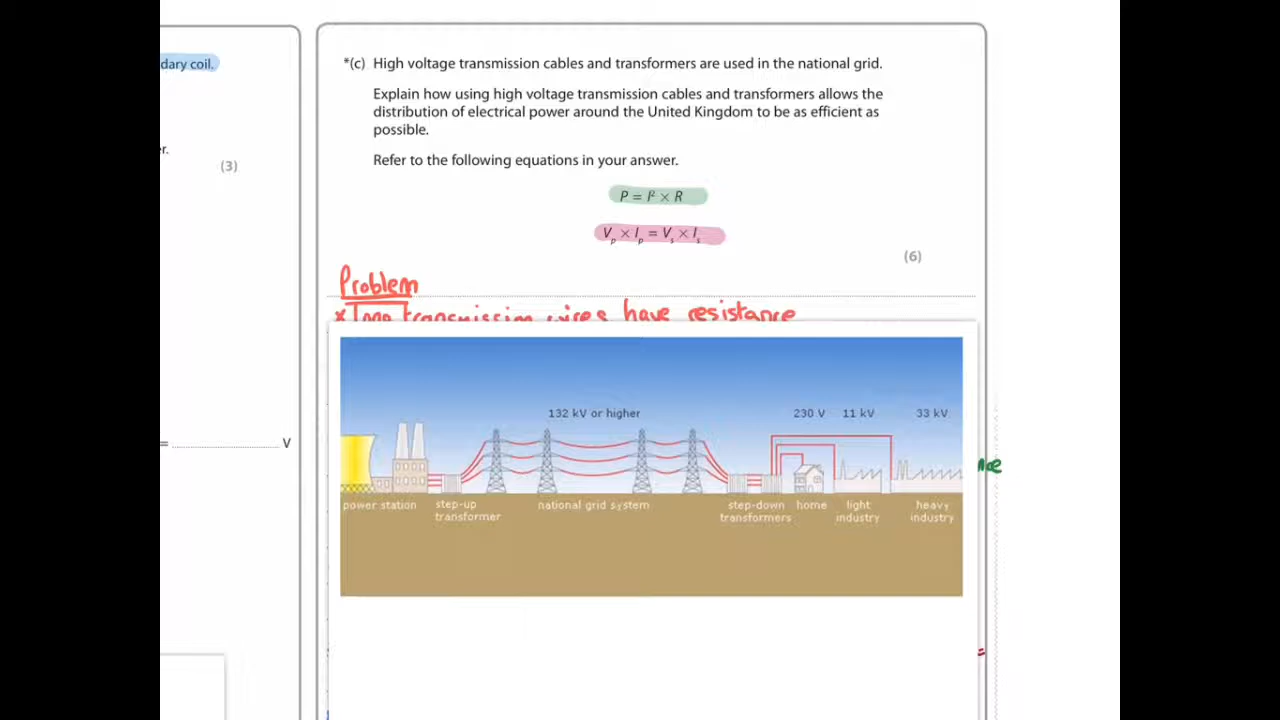 dary coil.
r.
(3)
= V
*(c) High voltage transmission cables and transformers are used in the national grid.
Explain how using high voltage transmission cables and transformers allows the
distribution of electrical power around the United Kingdom to be as efficient as
possible.
Refer to the following equations in your answer.
P = I² × R
Vₚ × Iₚ = Vₛ × Iₛ
(6)
Problem
× Long transmission wires have resistance
132 kV or higher
230 V 11 kV 33 kV
power station
step-up
transformer
national grid system
step-down
transformers
home
light
industry
heavy
industry
=